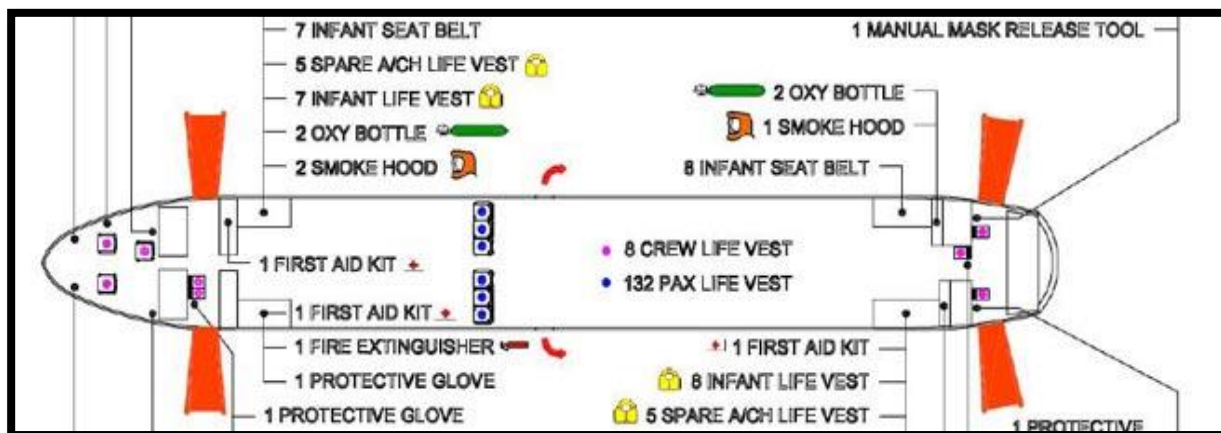 7 INFANT SEAT BELT
1 MANUAL MASK RELEASE TOOL
5 SPARE A/CH LIFE VEST
7 INFANT LIFE VEST
2 OXY BOTTLE
2 OXY BOTTLE
1 SMOKE HOOD
2 SMOKE HOOD
8 INFANT SEAT BELT
8 CREW LIFE VEST
1 FIRST AID KIT
132 PAX LIFE VEST
1 FIRST AID KIT
1 FIRE EXTINGUISHER
1 FIRST AID KIT
1 PROTECTIVE GLOVE
8 INFANT LIFE VEST
1 PROTECTIVE GLOVE
5 SPARE A/CH LIFE VEST
1 PROTECTIVE